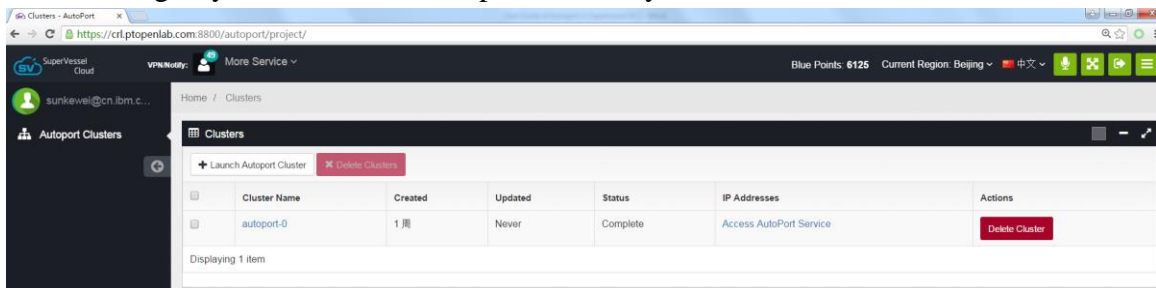 Clusters - AutoPort
https://crl.ptopenlab.com:8800/autoport/project/
SV SuperVessel Cloud
VPN/Notify:
More Service
Blue Points: 6125 Current Region: Beijing 中文
sunkewei@cn.ibm.c...
Home / Clusters
Autoport Clusters
Clusters
Launch Autoport Cluster Delete Clusters
Cluster Name Created Updated Status IP Addresses Actions
autoport-0 1 周 Never Complete Access AutoPort Service Delete Cluster
Displaying 1 item